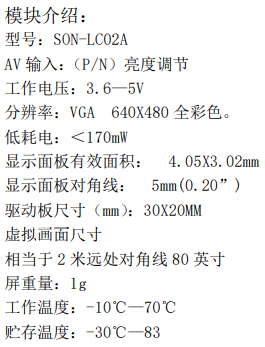 模块介绍：
型号：SON-LC02A
AV 输入：（P/N）亮度调节
工作电压：3.6—5V
分辨率：VGA 640X480 全彩色。
低耗电：＜170mW
显示面板有效面积： 4.05X3.02mm
显示面板对角线： 5mm(0.20”)
驱动板尺寸（mm）：30X20MM
虚拟画面尺寸
相当于 2 米远处对角线 80 英寸
屏重量：1g
工作温度：-10℃—70℃
贮存温度：-30℃—83